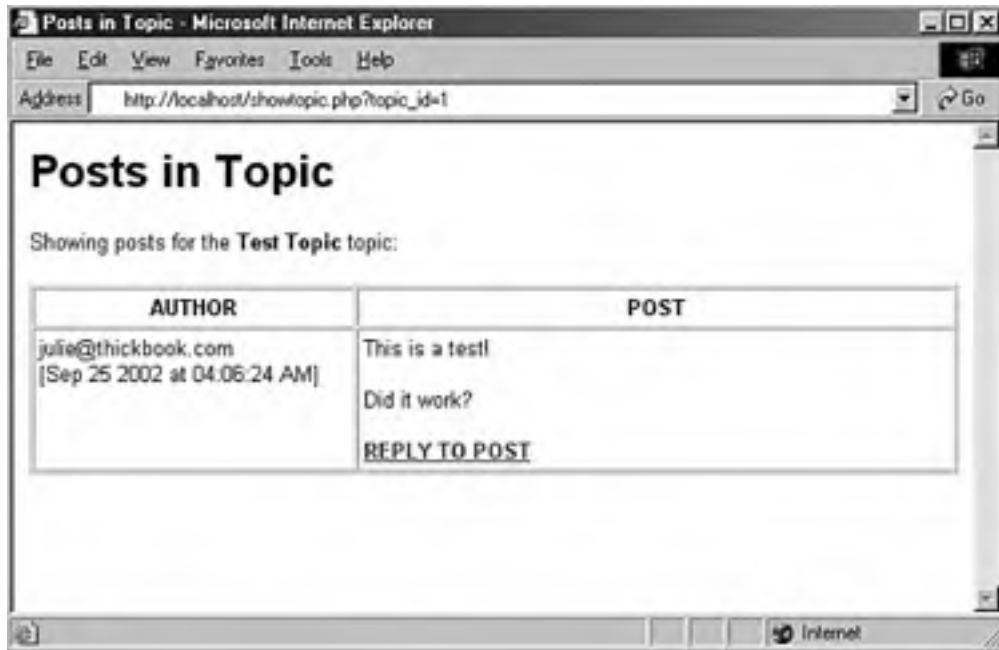 Posts in Topic - Microsoft Internet Explorer
File Edit View Favorites Tools Help
Address http://localhost/showtopic.php?topic_id=1 Go
Posts in Topic
Showing posts for the Test Topic topic:
AUTHOR POST
julie@thickbook.com This is a test!
[Sep 25 2002 at 04:06:24 AM]
Did it work?
REPLY TO POST
Internet